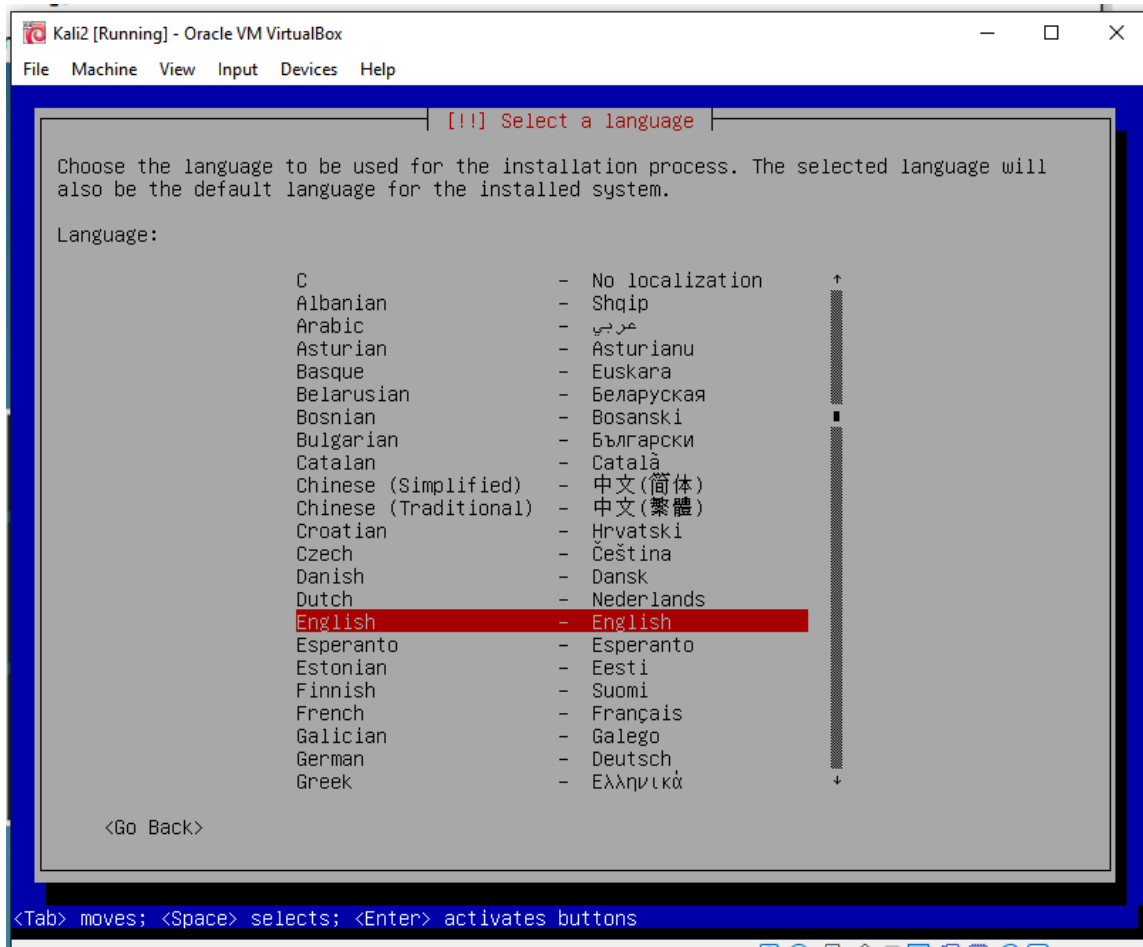 Kali2 [Running] - Oracle VM VirtualBox
File Machine View Input Devices Help
[!!] Select a language
Choose the language to be used for the installation process. The selected language will
also be the default language for the installed system.
Language:
C - No localization
Albanian - Shqip
Arabic - عربي
Asturian - Asturianu
Basque - Euskara
Belarusian - Беларуская
Bosnian - Bosanski
Bulgarian - Български
Catalan - Català
Chinese (Simplified) - 中文(简体)
Chinese (Traditional) - 中文(繁體)
Croatian - Hrvatski
Czech - Čeština
Danish - Dansk
Dutch - Nederlands
English - English
Esperanto - Esperanto
Estonian - Eesti
Finnish - Suomi
French - Français
Galician - Galego
German - Deutsch
Greek - Ελληνικά
<Go Back>
<Tab> moves; <Space> selects; <Enter> activates buttons